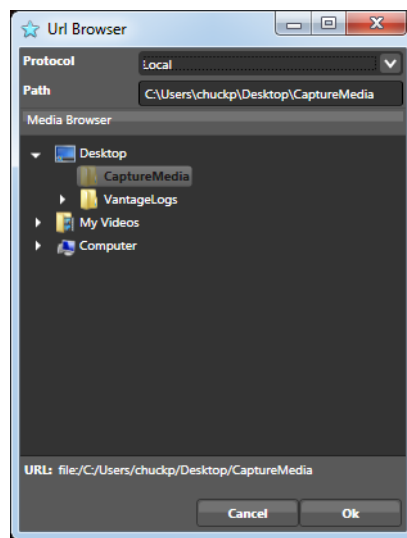 Url Browser
Protocol Local
Path C:\Users\chuckp\Desktop\CaptureMedia
Media Browser
Desktop
CaptureMedia
VantageLogs
My Videos
Computer
URL: file:/C:/Users/chuckp/Desktop/CaptureMedia
Cancel Ok